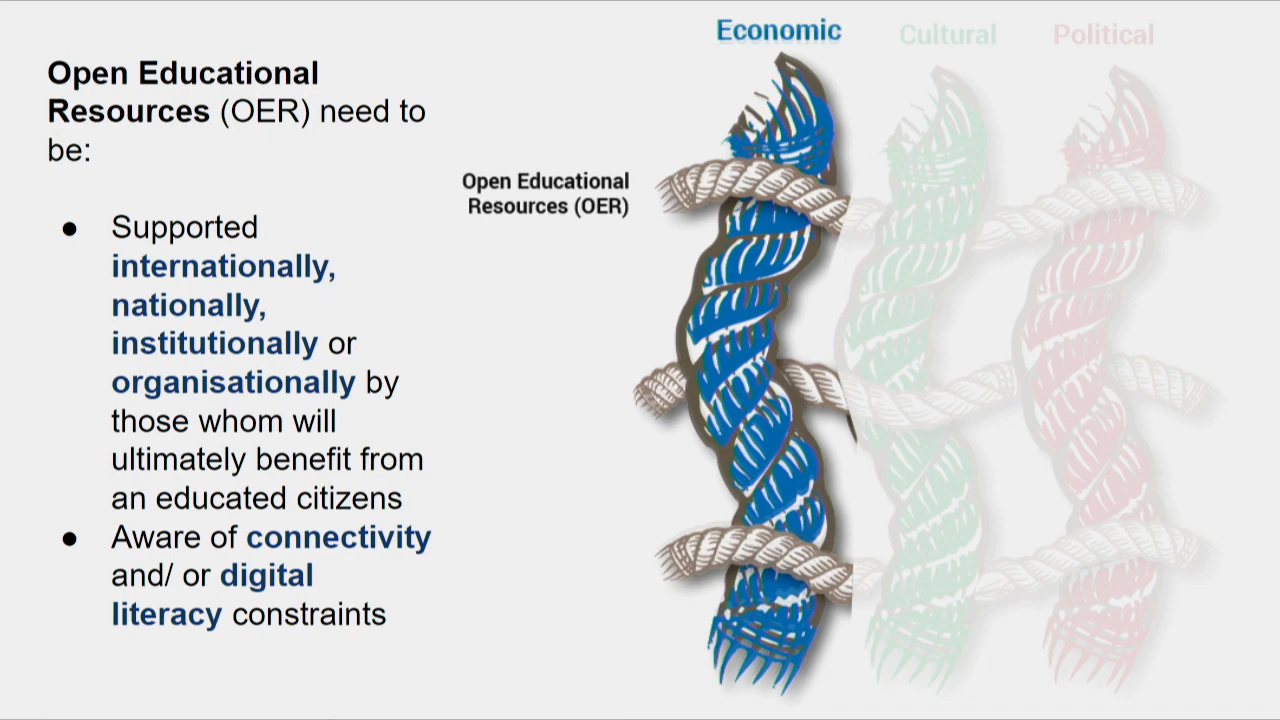 Open Educational
Resources (OER) need to
be:
● Supported
internationally,
nationally,
institutionally or
organisationally by
those whom will
ultimately benefit from
an educated citizens
● Aware of connectivity
and/ or digital
literacy constraints
Economic
Cultural
Political
Open Educational
Resources (OER)